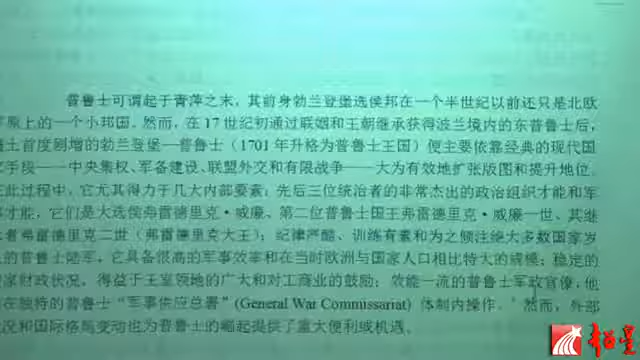 普鲁士可谓起于青萍之末，其前身勃兰登堡选侯邦在一个半世纪以前还只是北欧
原上的一个小邦国。然而，在17世纪初通过联姻和王朝继承获得波兰境内的东普鲁士后，
土首度剧增的勃兰登堡—普鲁士（1701年升格为普鲁士王国）便主要依靠经典的现代国
手段——中央集权、军备建设、联盟外交和有限战争——大为有效地扩张版图和提升地位。
此过程中，它尤其得力于几大内部要素：先后三位统治者的非常杰出的政治组织才能和军
才能，它们是大选侯弗雷德里克·威廉、第二位普鲁士国王弗雷德里克·威廉一世、其继
者弗雷德里克二世（弗雷德里克大王）；纪律严酷、训练有素和为之倾注绝大多数国家岁
的普鲁士陆军，它具备很高的军事效率和在当时欧洲与国家人口相比特大的规模；稳定的
家财政状况，得益于王室领地的广大和对工商业的鼓励；效能一流的普鲁士军政官僚，他
在独特的普鲁士“军事供应总署”(General War Commissariat) 体制内操作。然而，外部
况和国际格局变动也为普鲁士的崛起提供了重大便利或机遇。